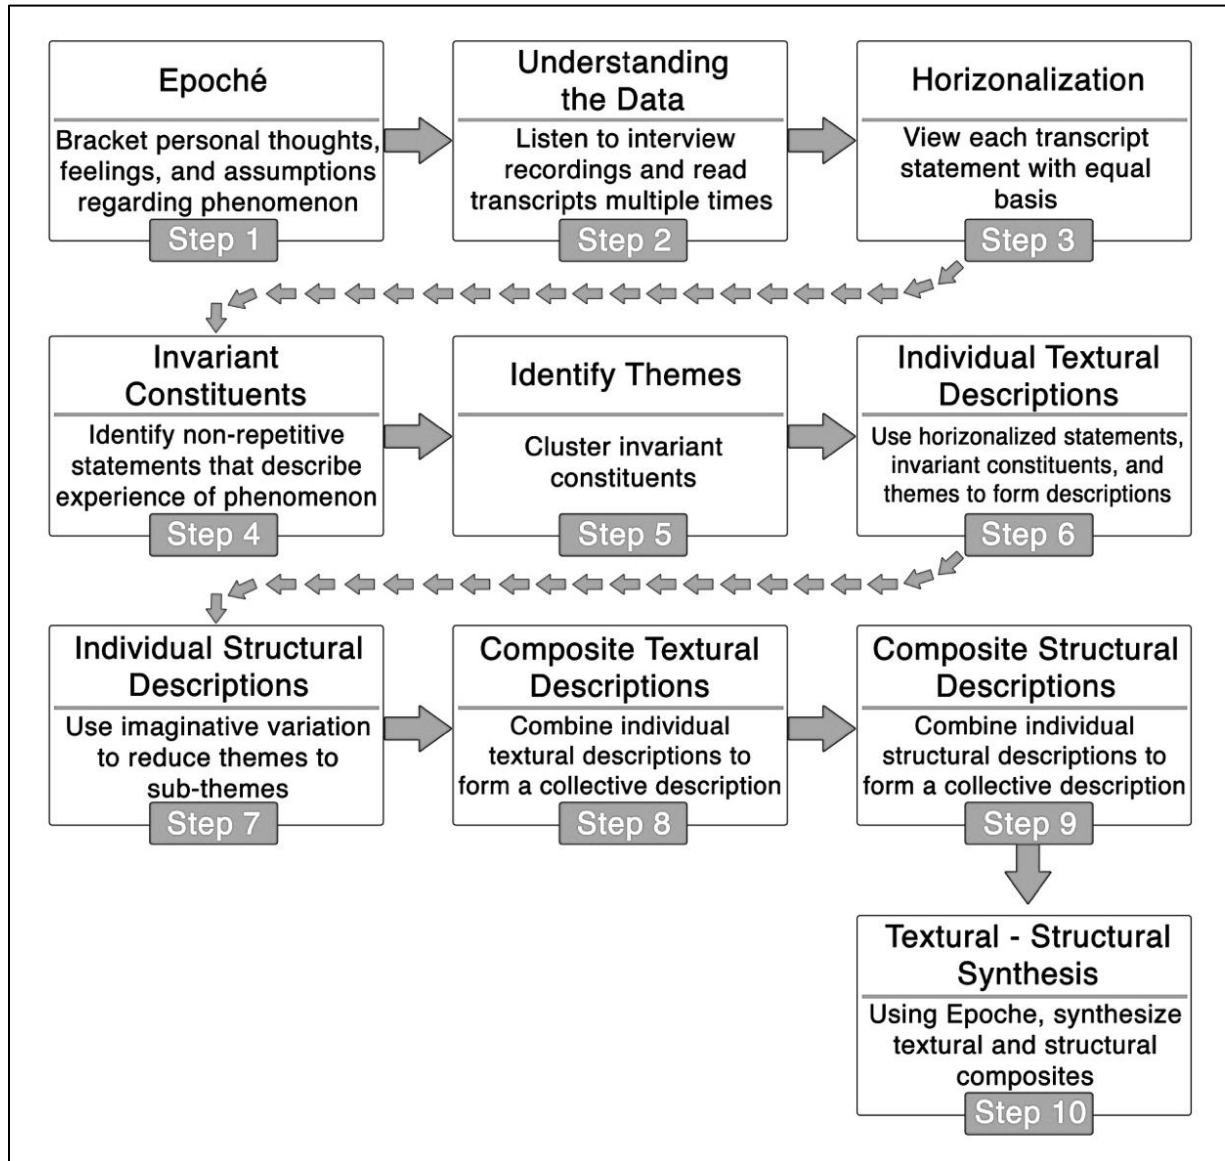 Epoché
Bracket personal thoughts,
feelings, and assumptions
regarding phenomenon
Step 1
Understanding
the Data
Listen to interview
recordings and read
transcripts multiple times
Step 2
Horizonalization
View each transcript
statement with equal
basis
Step 3
Invariant
Constituents
Identify non-repetitive
statements that describe
experience of phenomenon
Step 4
Identify Themes
Cluster invariant
constituents
Step 5
Individual Textural
Descriptions
Use horizonalized statements,
invariant constituents, and
themes to form descriptions
Step 6
Individual Structural
Descriptions
Use imaginative variation
to reduce themes to
sub-themes
Step 7
Composite Textural
Descriptions
Combine individual
textural descriptions to
form a collective description
Step 8
Composite Structural
Descriptions
Combine individual
structural descriptions to
form a collective description
Step 9
Textural - Structural
Synthesis
Using Epoche, synthesize
textural and structural
composites
Step 10